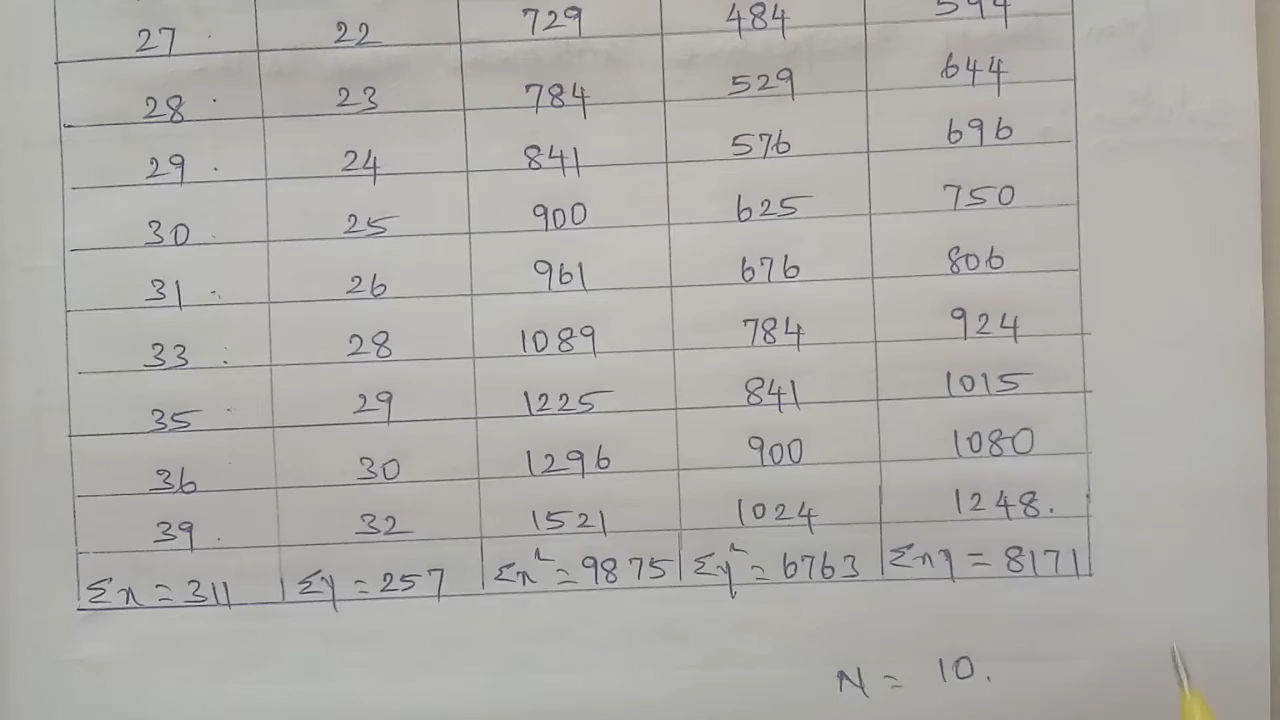 27 22 729 484 594
28 23 784 529 644
29 24 841 576 696
30 25 900 625 750
31 26 961 676 806
33 28 1089 784 924
35 29 1225 841 1015
36 30 1296 900 1080
39 32 1521 1024 1248.
Σx = 311 Σy = 257 Σx² = 9875 Σy² = 6763 Σxy = 8171
N = 10.